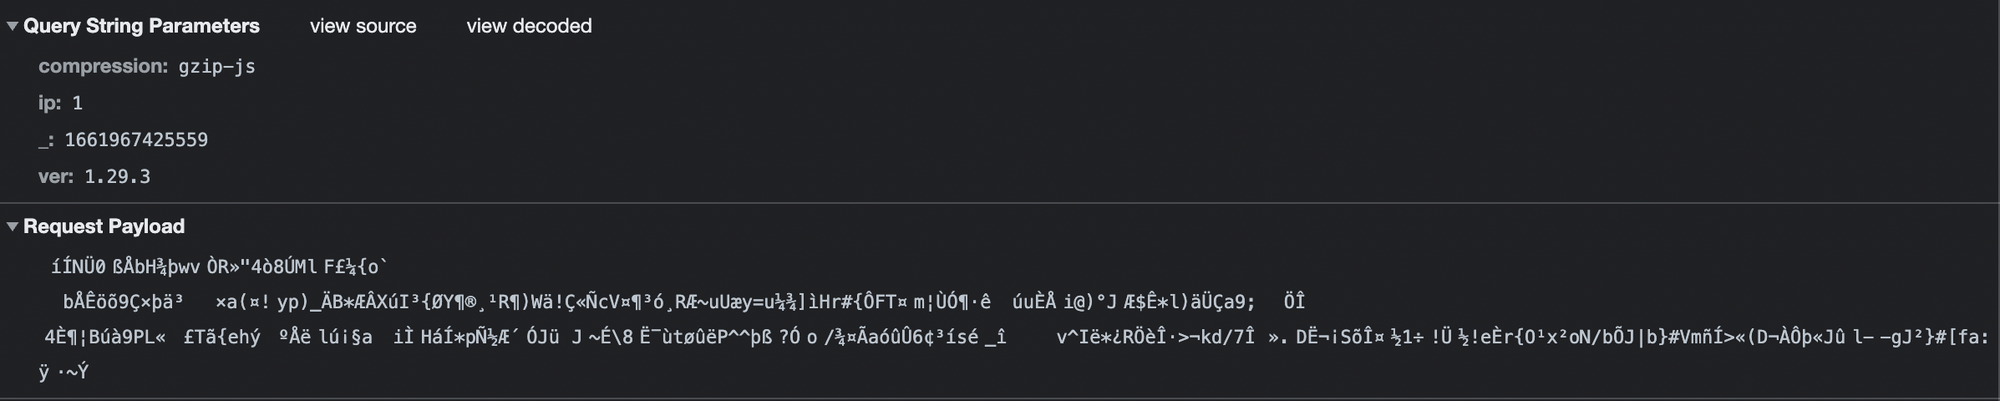 Query String Parameters view source view decoded
compression: gzip-js
ip: 1
_: 1661967425559
ver: 1.29.3
Request Payload
íÍNÜ0 ßÅbH¾þwv ÒR»"4ò8ÚMl F£¼{o`
bÅÊöõ9Ç×þä³ ×a(¤! yp)_ÄB*ÆÂXúI³{ØY¶®¸¹R¶)Wä!Ç«ÑcV¤¶³ó¸RÆ~uUæy=u¼¾]ìHr#{ÔFT¤ m¦ÙÓ¶·ê úuÈÅ i@)°J Æ$Ê*l)äÜÇa9; ÖÎ
4È¶¦Búà9PL« £Tã{ehý ºÅë lú¡§a iÌ HáÍ*pÑ½Æ´ ÓJü J ~É\8 Ë¯ùtøûëP^^þß ?Ó o /¾¤ÃaóûÛ6¢³ísé _î v^Ië*¿RÖèÎ·>¬kd/7Î ». DË¬¡SõÎ¤ ½1÷ !Ü ½!eÈr{O¹x²oN/bÕJ|b}#VmñÍ>«(D¬ÀÔþ«Jû l- -gJ²}#[fa:
ÿ ·~Ý